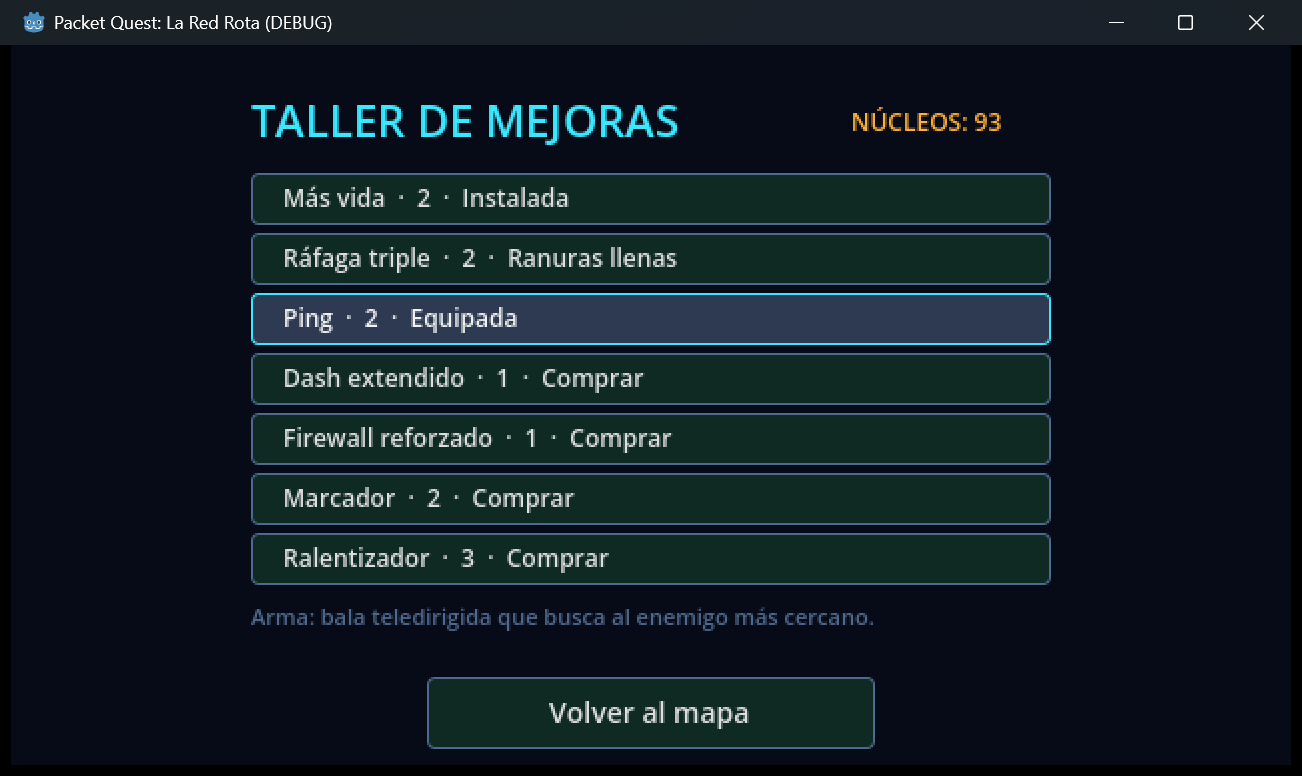 Packet Quest: La Red Rota (DEBUG)
TALLER DE MEJORAS
NÚCLEOS: 93
Más vida · 2 · Instalada
Ráfaga triple · 2 · Ranuras llenas
Ping · 2 · Equipada
Dash extendido · 1 · Comprar
Firewall reforzado · 1 · Comprar
Marcador · 2 · Comprar
Ralentizador · 3 · Comprar
Arma: bala teledirigida que busca al enemigo más cercano.
Volver al mapa